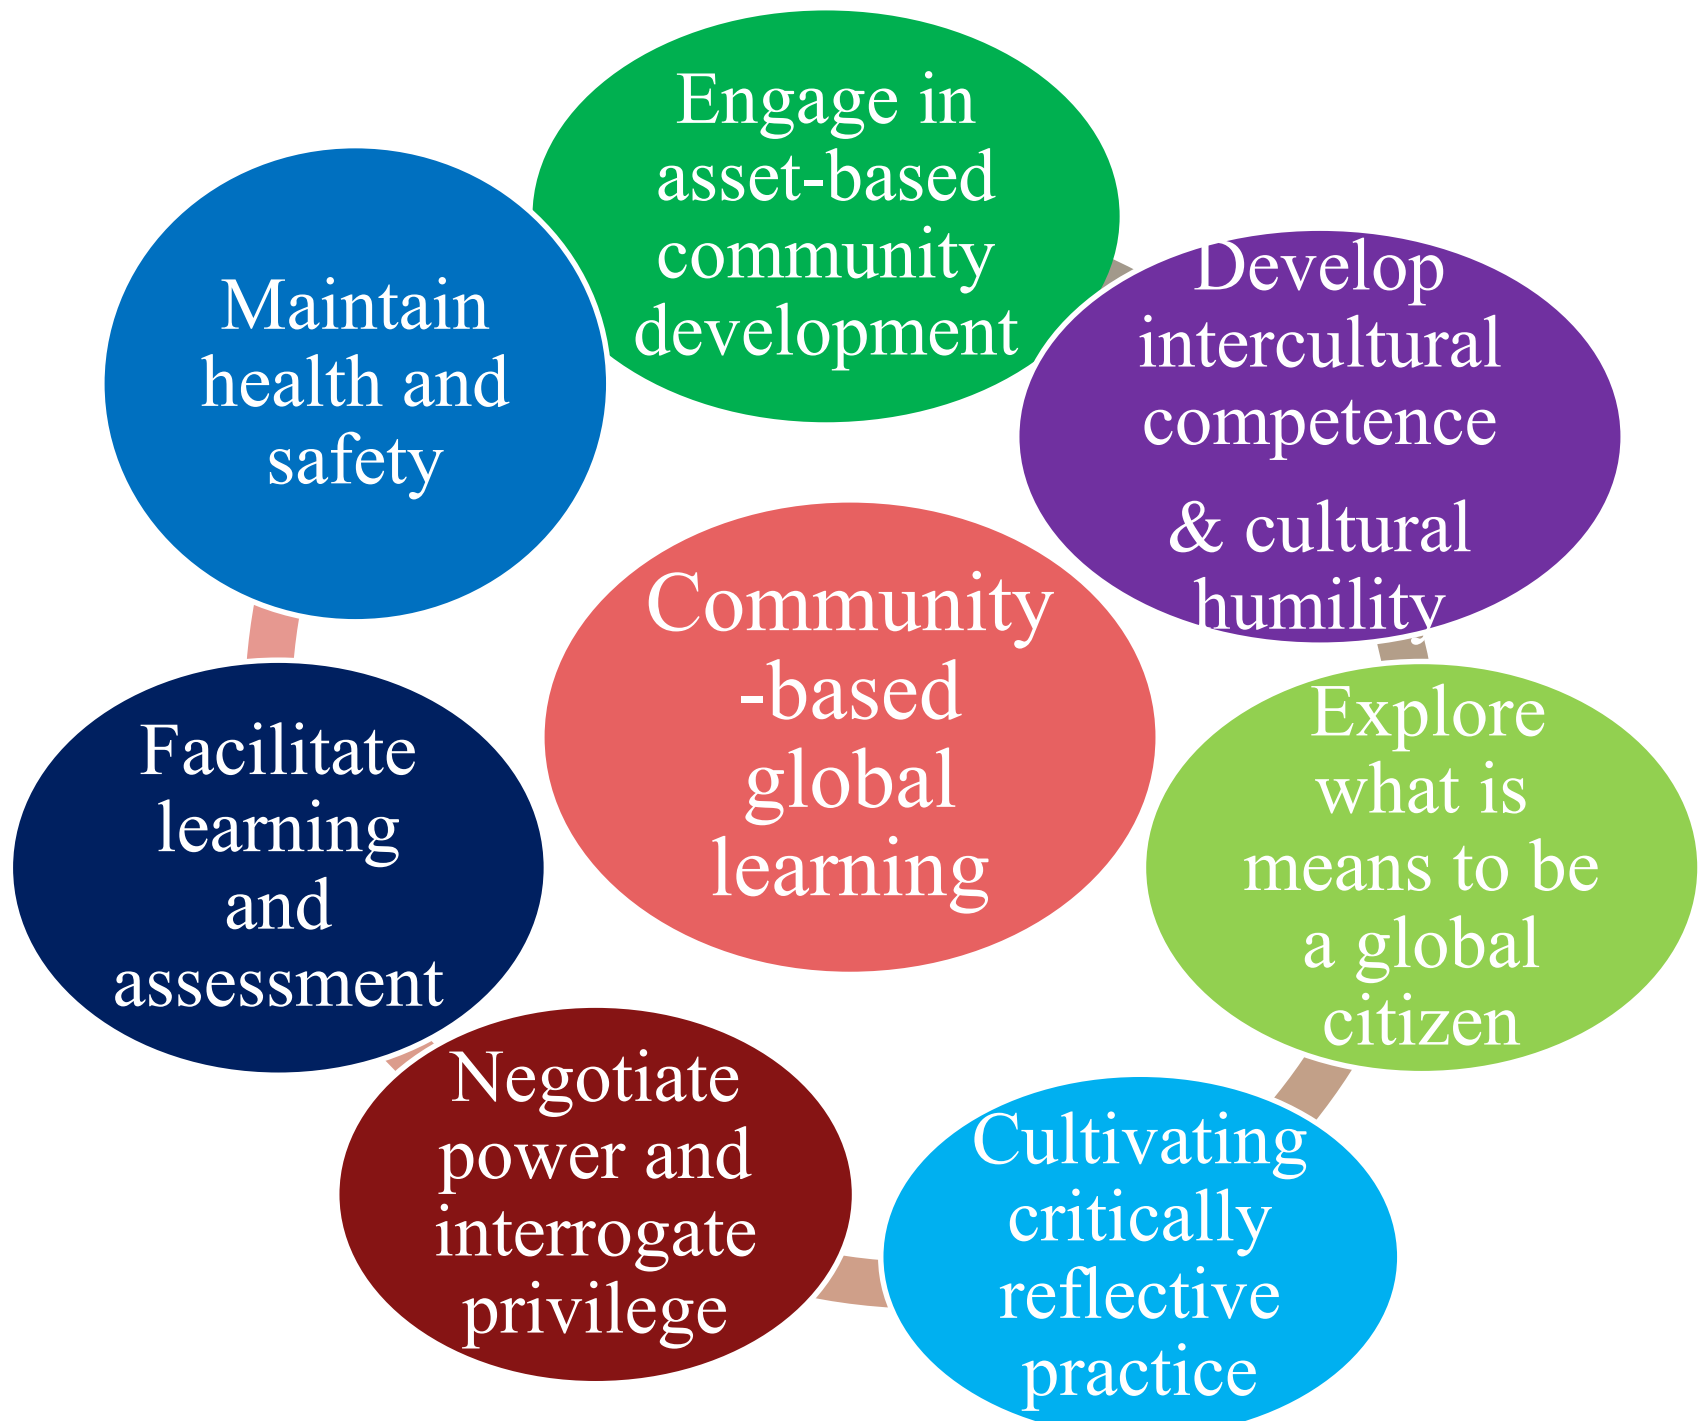 Engage in
asset-based
community
development
Develop
intercultural
competence
& cultural
humility
Explore
what is
means to be
a global
citizen
Cultivating
critically
reflective
practice
Negotiate
power and
interrogate
privilege
Facilitate
learning
and
assessment
Maintain
health and
safety
Community
-based
global
learning